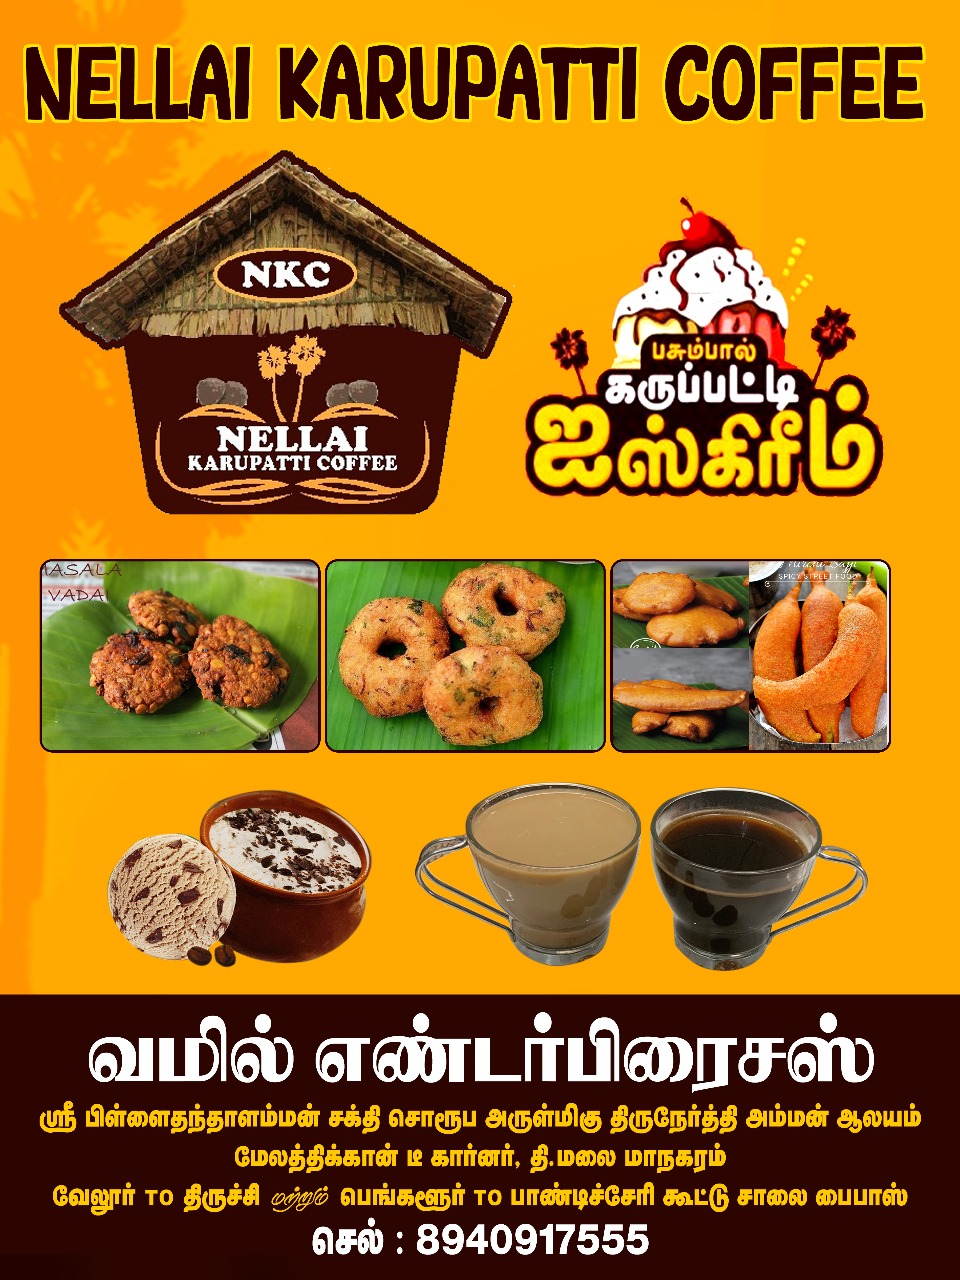 NELLAI KARUPATTI COFFEE
NKC
NELLAI
KARUPATTI COFFEE
பசும்பால்
கருப்பட்டி
ஐஸ்கிரீம்
MASALA
VADA
SPICY STREET FOOD
வமில் எண்டர்பிரைசஸ்
ஸ்ரீ பிள்ளைதந்தாளம்மன் சக்தி சொரூப அருள்மிகு திருநேர்த்தி அம்மன் ஆலயம்
மேலத்திக்கான் டீ கார்னர், தி.மலை மாநகரம்
வேலூர் TO திருச்சி மற்றும் பெங்களூர் TO பாண்டிச்சேரி கூட்டு சாலை பைபாஸ்
செல் : 8940917555